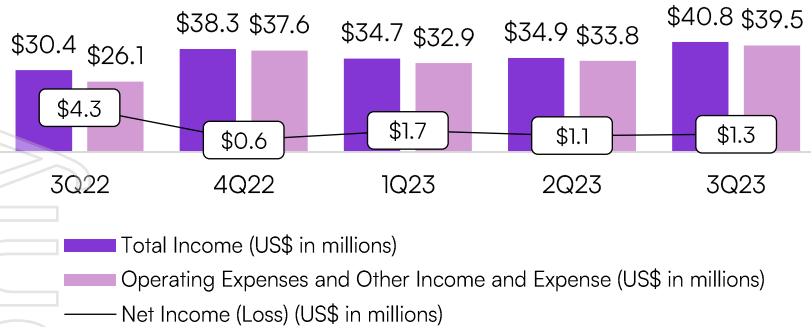 $30.4 $26.1 $38.3 $37.6 $34.7 $32.9 $34.9 $33.8 $40.8 $39.5
$4.3 $0.6 $1.7 $1.1 $1.3
3Q22 4Q22 1Q23 2Q23 3Q23
Total Income (US$ in millions)
Operating Expenses and Other Income and Expense (US$ in millions)
Net Income (Loss) (US$ in millions)